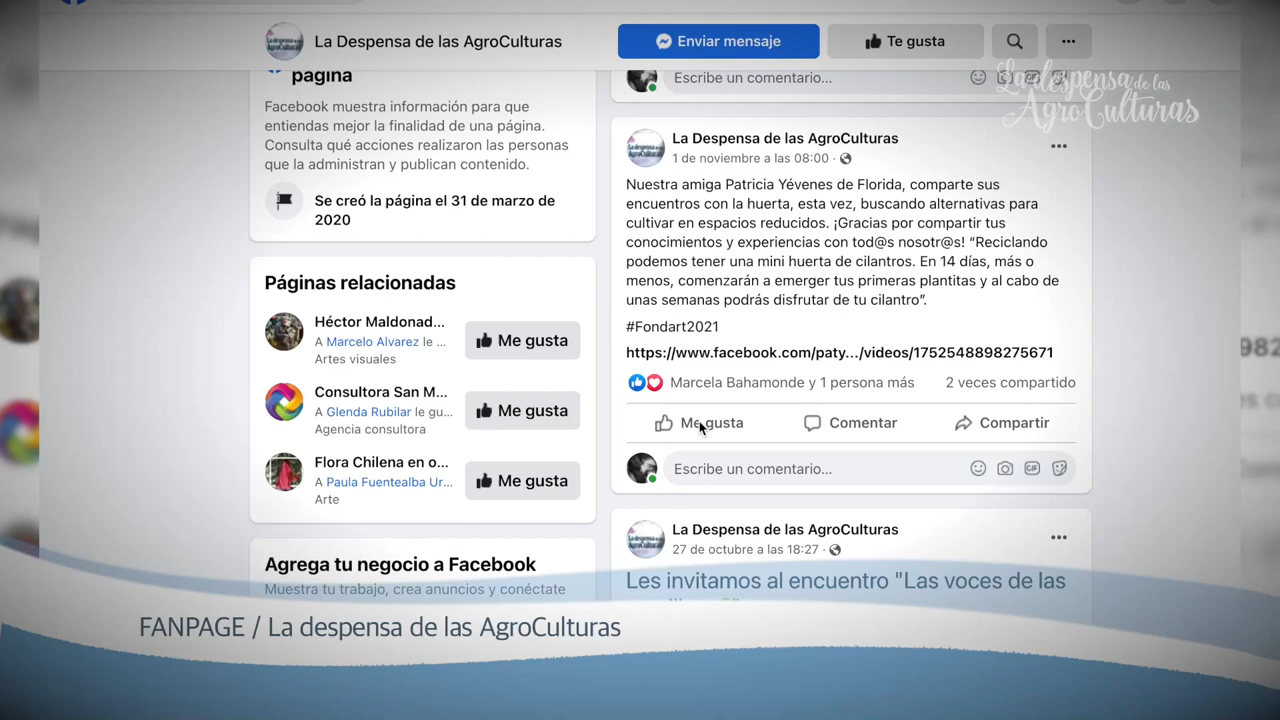 La Despensa de las AgroCulturas
Enviar mensaje
Te gusta
La despensa de las
AgroCulturas
página
Facebook muestra información para que
entiendas mejor la finalidad de una página.
Consulta qué acciones realizaron las personas
que la administran y publican contenido.
Se creó la página el 31 de marzo de
2020
Páginas relacionadas
Héctor Maldonad...
A Marcelo Alvarez le ...
Artes visuales
Me gusta
Consultora San M...
A Glenda Rubilar le gu...
Agencia consultora
Me gusta
Flora Chilena en o...
A Paula Fuentealba Ur...
Arte
Me gusta
Agrega tu negocio a Facebook
Muestra tu trabajo, crea anuncios y conéctate
Escribe un comentario...
La Despensa de las AgroCulturas
1 de noviembre a las 08:00 ·
Nuestra amiga Patricia Yévenes de Florida, comparte sus
encuentros con la huerta, esta vez, buscando alternativas para
cultivar en espacios reducidos. ¡Gracias por compartir tus
conocimientos y experiencias con tod@s nosotr@s! “Reciclando
podemos tener una mini huerta de cilantros. En 14 días, más o
menos, comenzarán a emerger tus primeras plantitas y al cabo de
unas semanas podrás disfrutar de tu cilantro”.
#Fondart2021
https://www.facebook.com/paty.../videos/1752548898275671
Marcela Bahamonde y 1 persona más
2 veces compartido
Me gusta
Comentar
Compartir
Escribe un comentario...
GIF
La Despensa de las AgroCulturas
27 de octubre a las 18:27 ·
Les invitamos al encuentro "Las voces de las
FANPAGE / La despensa de las AgroCulturas